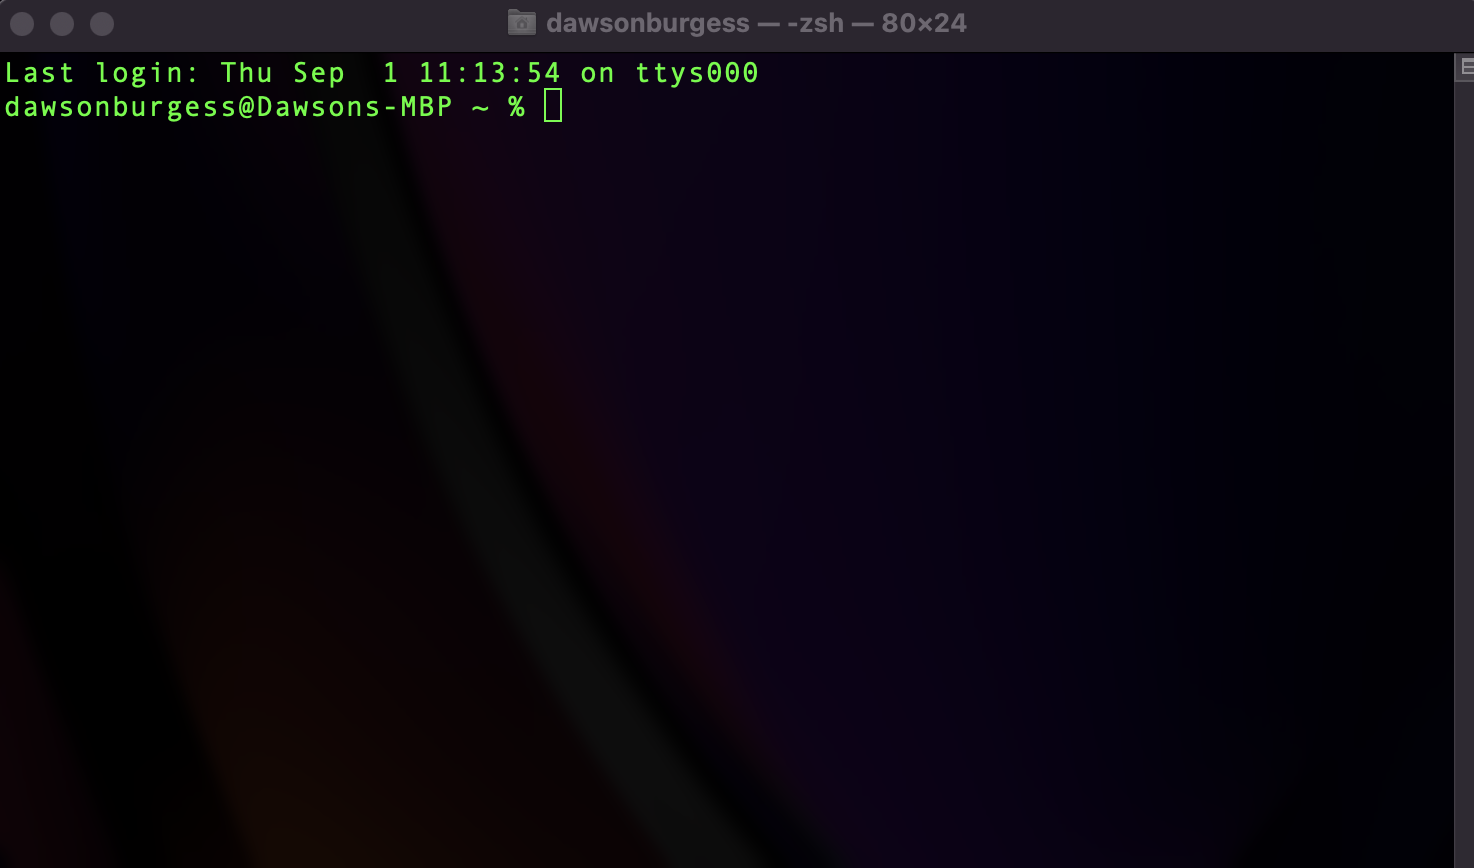 dawsonburgess — -zsh — 80×24
Last login: Thu Sep  1 11:13:54 on ttys000
dawsonburgess@Dawsons-MBP ~ %